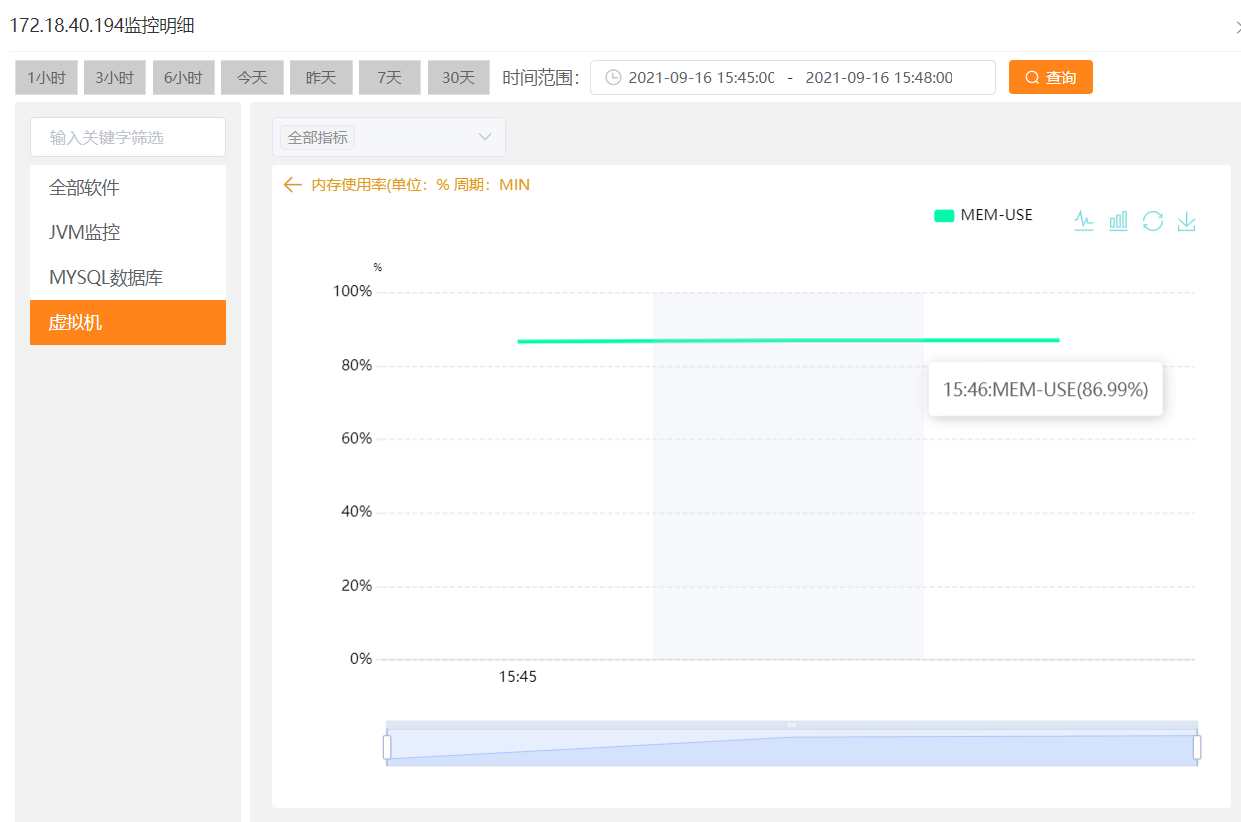 172.18.40.194监控明细
1小时 3小时 6小时 今天 昨天 7天 30天 时间范围： 2021-09-16 15:45:00 - 2021-09-16 15:48:00 查询
输入关键字筛选
全部软件
JVM监控
MYSQL数据库
虚拟机
全部指标
内存使用率(单位：% 周期：MIN
MEM-USE
%
100%
80%
15:46:MEM-USE(86.99%)
60%
40%
20%
0%
15:45